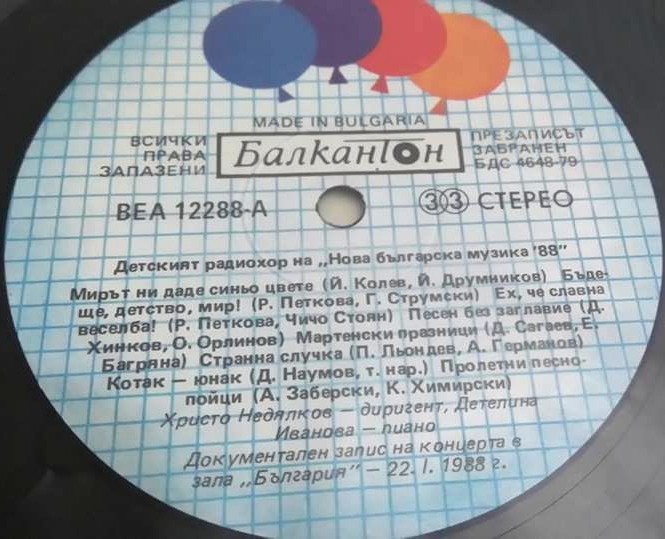 MADE IN BULGARIA
ВСИЧКИ
ПРАВА
ЗАПАЗЕНИ
Балкантон
ПРЕЗАПИСЪТ
ЗАБРАНЕН
БДС 4648-79
ВЕА 12288-А
33 СТЕРЕО
Детският радиохор на „Нова българска музика '88"
Мирът ни даде синьо цвете (Й. Колев, Й. Друмников) Бъде-
ще, детство, мир! (Р. Петкова, Г. Струмски) Ех, че славна
веселба! (Р. Петкова, Чичо Стоян) Песен без заглавие (Д.
Хинков, О. Орлинов) Мартенски празници (Д. Сагаев, Е.
Багряна) Странна случка (П. Льондев, А. Германов)
Котак — юнак (Д. Наумов, т. нар.) Пролетни песно-
пойци (А. Заберски, К. Химирски)
Христо Недялков — диригент, Детелина
Иванова — пиано
Документален запис на концерта в
зала „България" — 22. I. 1988 г.